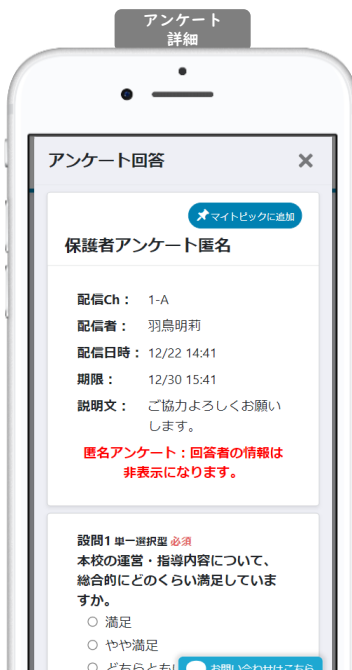 アンケート
詳細
アンケート回答 ×
マイトピックに追加
保護者アンケート匿名
配信Ch： 1-A
配信者： 羽鳥明莉
配信日時： 12/22 14:41
期限： 12/30 15:41
説明文： ご協力よろしくお願い
します。
匿名アンケート：回答者の情報は
非表示になります。
設問1 単一選択型 必須
本校の運営・指導内容について、
総合的にどのくらい満足していま
すか。
満足
やや満足
どちらとも
お問い合わせはこちら